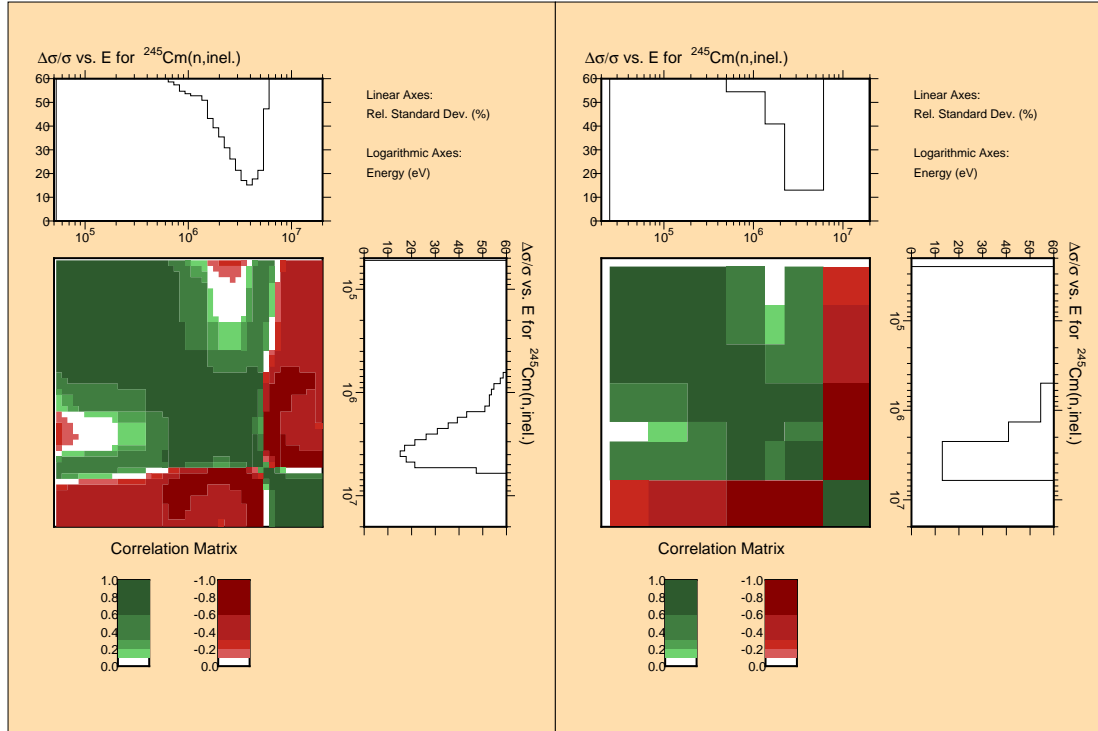 Δσ/σ vs. E for ²⁴⁵Cm(n,inel.)
60
50
40
30
20
10
0
10⁵ 10⁶ 10⁷
Linear Axes:
Rel. Standard Dev. (%)
Logarithmic Axes:
Energy (eV)
0 10 20 30 40 50 60
10⁵
10⁶
10⁷
Δσ/σ vs. E for ²⁴⁵Cm(n,inel.)
Correlation Matrix
1.0 -1.0
0.8 -0.8
0.6 -0.6
0.4 -0.4
0.2 -0.2
0.0 0.0
Δσ/σ vs. E for ²⁴⁵Cm(n,inel.)
60
50
40
30
20
10
0
10⁵ 10⁶ 10⁷
Linear Axes:
Rel. Standard Dev. (%)
Logarithmic Axes:
Energy (eV)
0 10 20 30 40 50 60
10⁵
10⁶
10⁷
Δσ/σ vs. E for ²⁴⁵Cm(n,inel.)
Correlation Matrix
1.0 -1.0
0.8 -0.8
0.6 -0.6
0.4 -0.4
0.2 -0.2
0.0 0.0